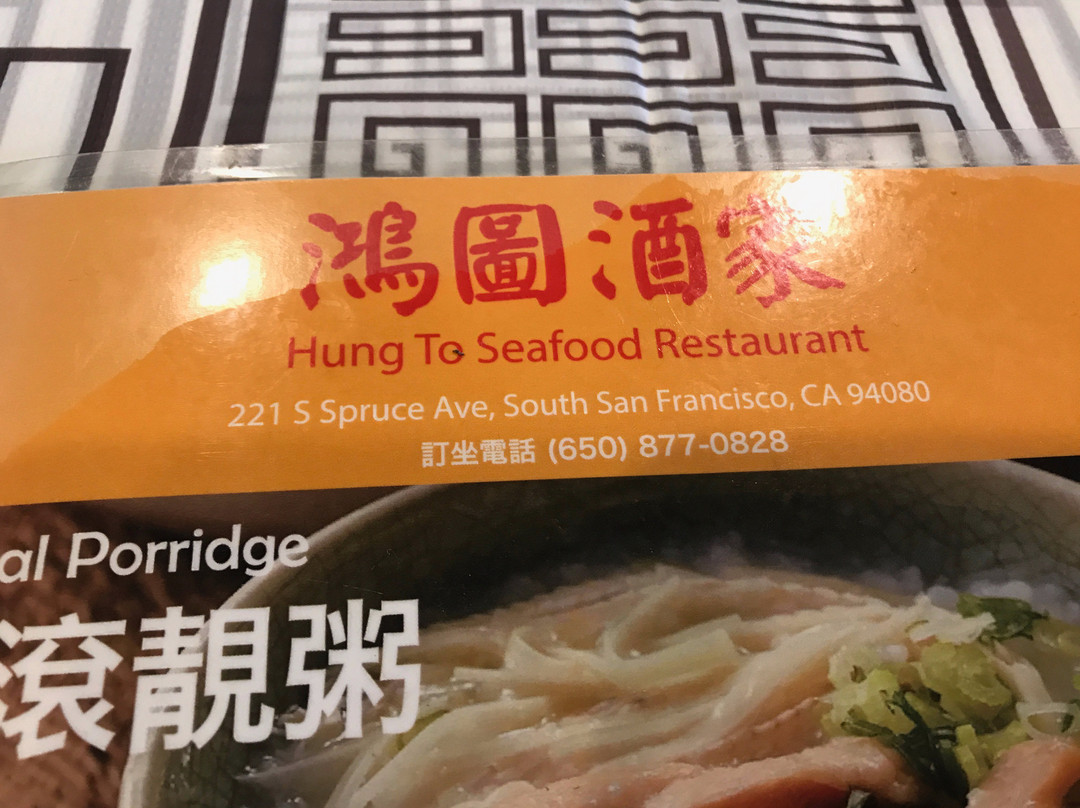 鴻圖酒家
Hung To Seafood Restaurant
221 S Spruce Ave, South San Francisco, CA 94080
訂坐電話 (650) 877-0828
al Porridge
滾靚粥